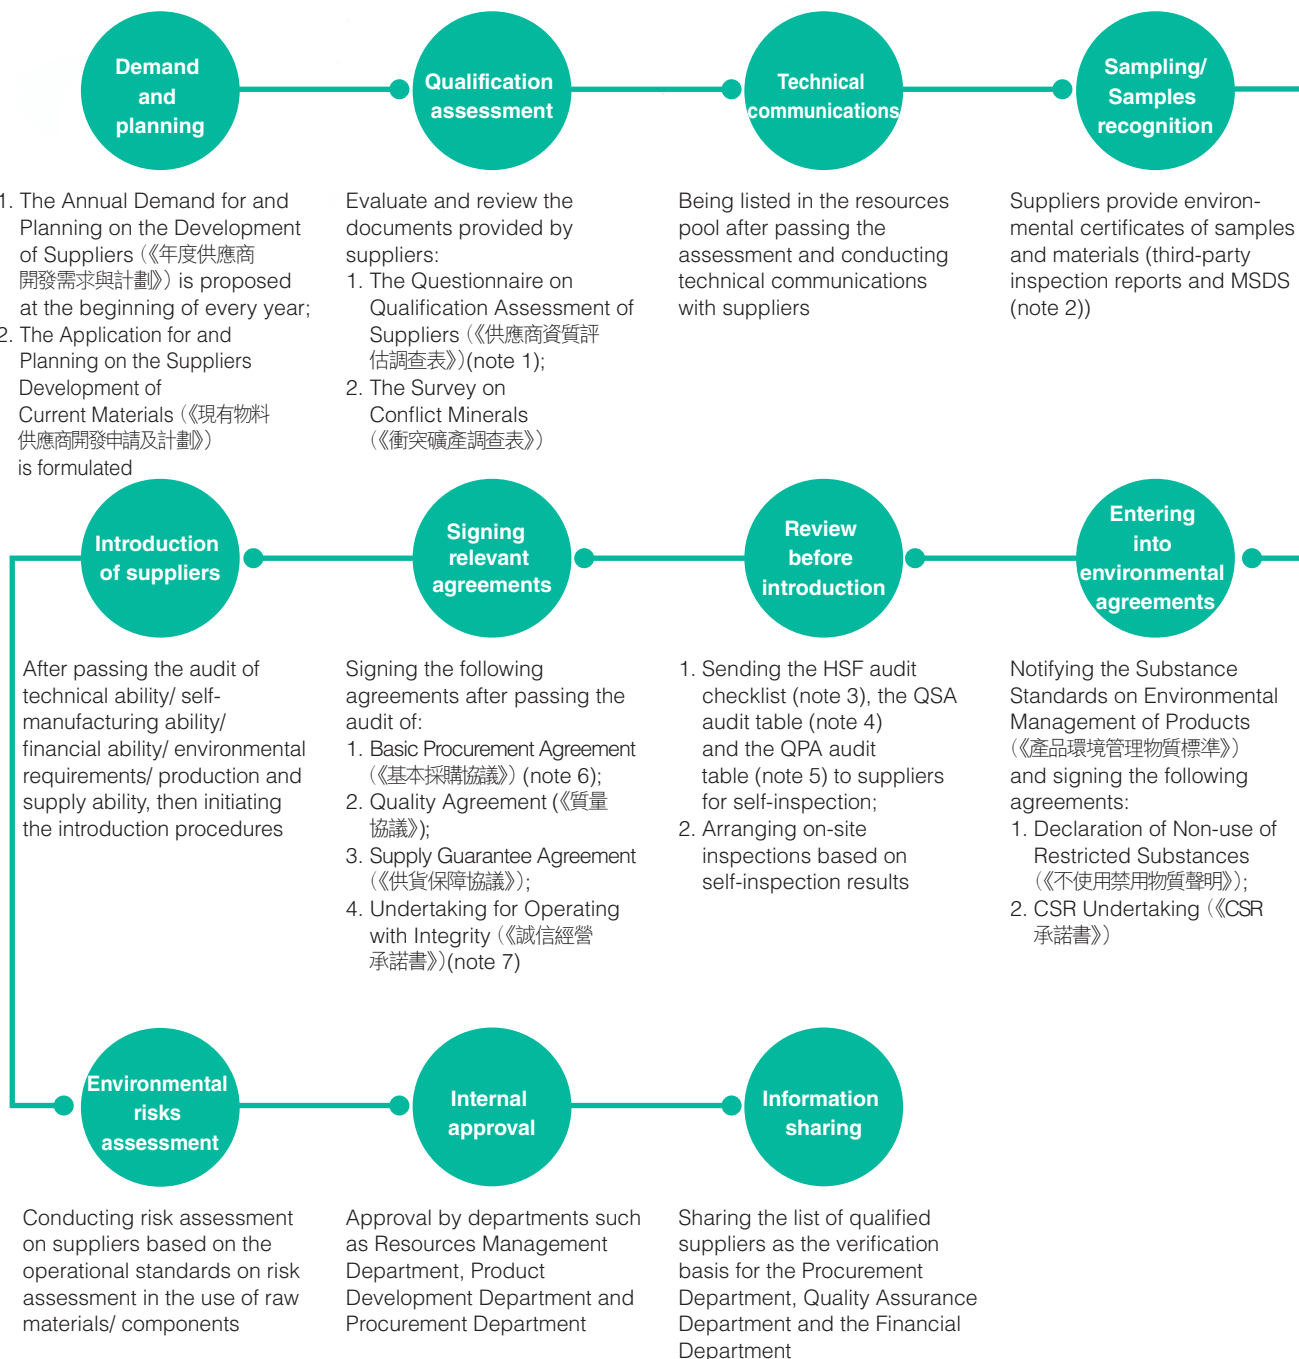 Demand
and
planning
Qualification
assessment
Technical
communications
Sampling/
Samples
recognition
1. The Annual Demand for and
Planning on the Development
of Suppliers (《年度供應商
開發需求與計劃》) is proposed
at the beginning of every year;
2. The Application for and
Planning on the Suppliers
Development of
Current Materials (《現有物料
供應商開發申請及計劃》)
is formulated
Evaluate and review the
documents provided by
suppliers:
1. The Questionnaire on
Qualification Assessment of
Suppliers (《供應商資質評
估調查表》)(note 1);
2. The Survey on
Conflict Minerals
(《衝突礦產調查表》)
Being listed in the resources
pool after passing the
assessment and conducting
technical communications
with suppliers
Suppliers provide environ-
mental certificates of samples
and materials (third-party
inspection reports and MSDS
(note 2))
Introduction
of suppliers
Signing
relevant
agreements
Review
before
introduction
Entering
into
environmental
agreements
After passing the audit of
technical ability/ self-
manufacturing ability/
financial ability/ environmental
requirements/ production and
supply ability, then initiating
the introduction procedures
Signing the following
agreements after passing the
audit of:
1. Basic Procurement Agreement
(《基本採購協議》) (note 6);
2. Quality Agreement (《質量
協議》);
3. Supply Guarantee Agreement
(《供貨保障協議》);
4. Undertaking for Operating
with Integrity (《誠信經營
承諾書》)(note 7)
1. Sending the HSF audit
checklist (note 3), the QSA
audit table (note 4)
and the QPA audit
table (note 5) to suppliers
for self-inspection;
2. Arranging on-site
inspections based on
self-inspection results
Notifying the Substance
Standards on Environmental
Management of Products
(《產品環境管理物質標準》)
and signing the following
agreements:
1. Declaration of Non-use of
Restricted Substances
(《不使用禁用物質聲明》);
2. CSR Undertaking (《CSR
承諾書》)
Environmental
risks
assessment
Internal
approval
Information
sharing
Conducting risk assessment
on suppliers based on the
operational standards on risk
assessment in the use of raw
materials/ components
Approval by departments such
as Resources Management
Department, Product
Development Department and
Procurement Department
Sharing the list of qualified
suppliers as the verification
basis for the Procurement
Department, Quality Assurance
Department and the Financial
Department